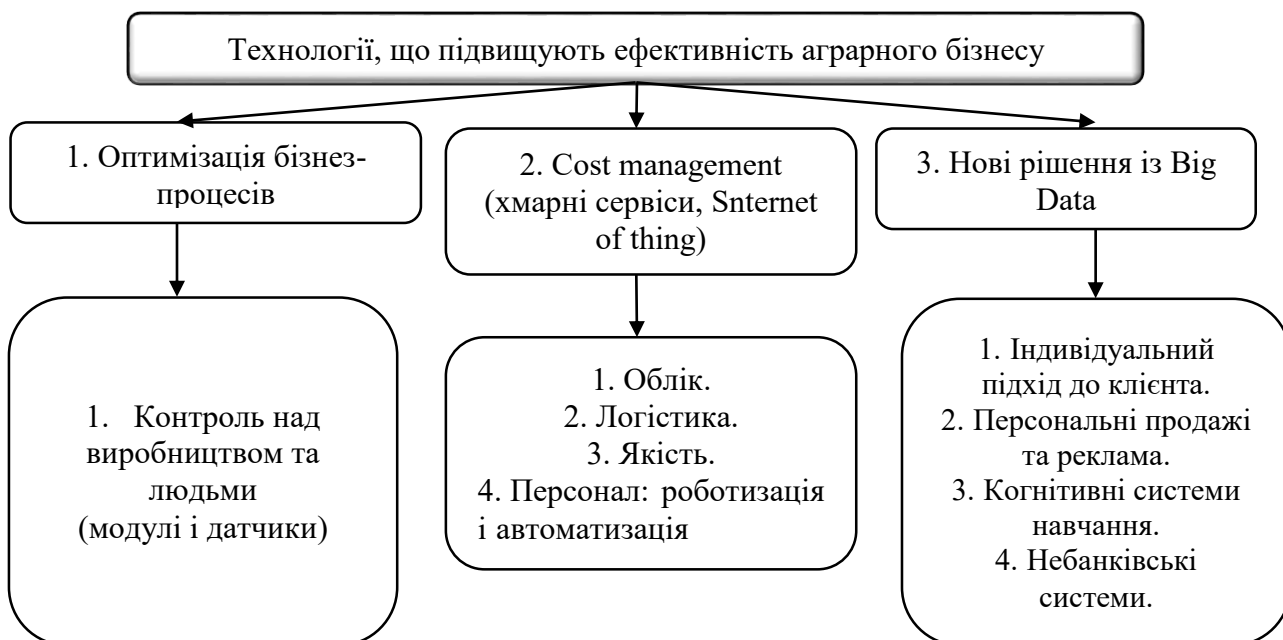 Технології, що підвищують ефективність аграрного бізнесу
1. Оптимізація бізнез-
процесів
2. Cost management
(хмарні сервіси, Snternet
of thing)
3. Нові рішення із Big
Data
1. Контроль над
виробництвом та
людьми
(модулі і датчики)
1. Облік.
2. Логістика.
3. Якість.
4. Персонал: роботизація
і автоматизація
1. Індивідуальний
підхід до клієнта.
2. Персональні продажі
та реклама.
3. Когнітивні системи
навчання.
4. Небанківські
системи.